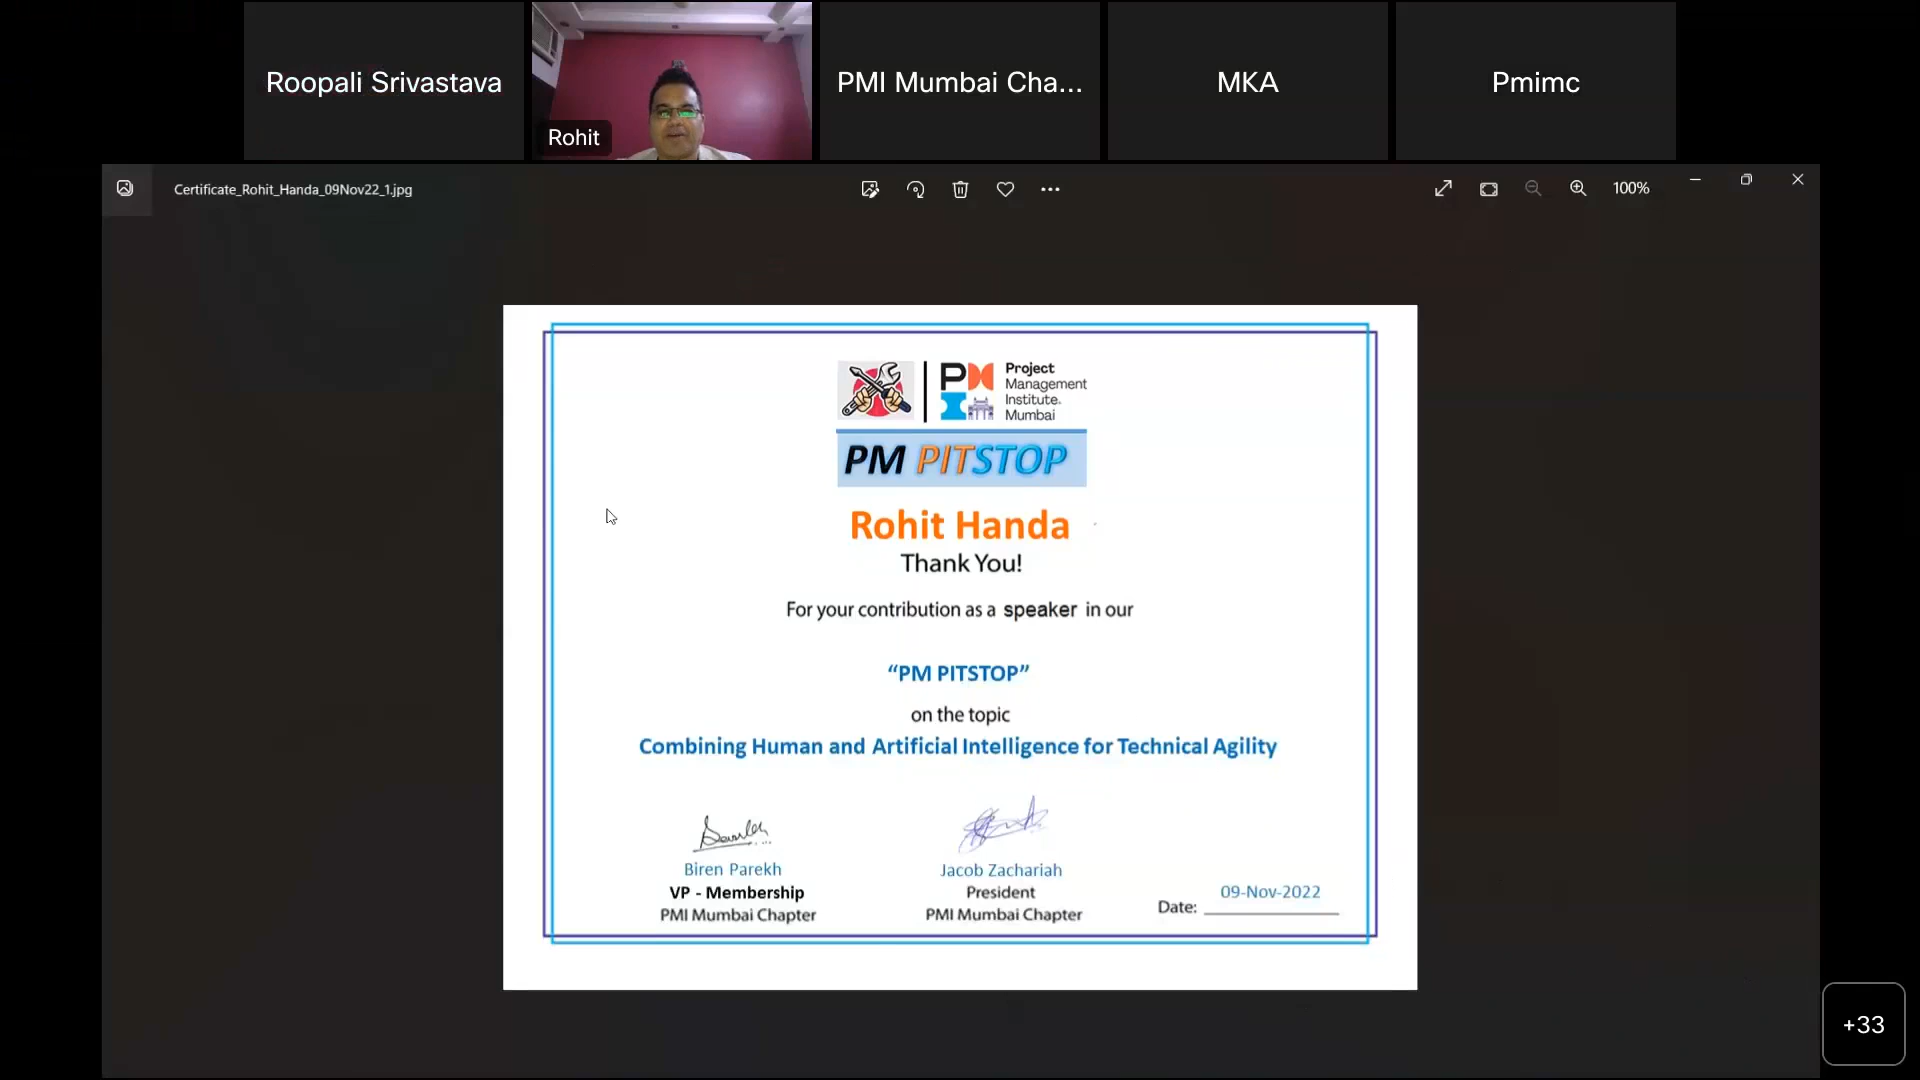 Roopali Srivastava
Rohit
PMI Mumbai Cha...
MKA
Pmimc
Certificate_Rohit_Handa_09Nov22_1.jpg
100%
PMI
Project
Management
Institute.
Mumbai
PM PITSTOP
Rohit Handa
Thank You!
For your contribution as a speaker in our
“PM PITSTOP”
on the topic
Combining Human and Artificial Intelligence for Technical Agility
Biren Parekh
VP - Membership
PMI Mumbai Chapter
Jacob Zachariah
President
PMI Mumbai Chapter
Date: 09-Nov-2022
+33